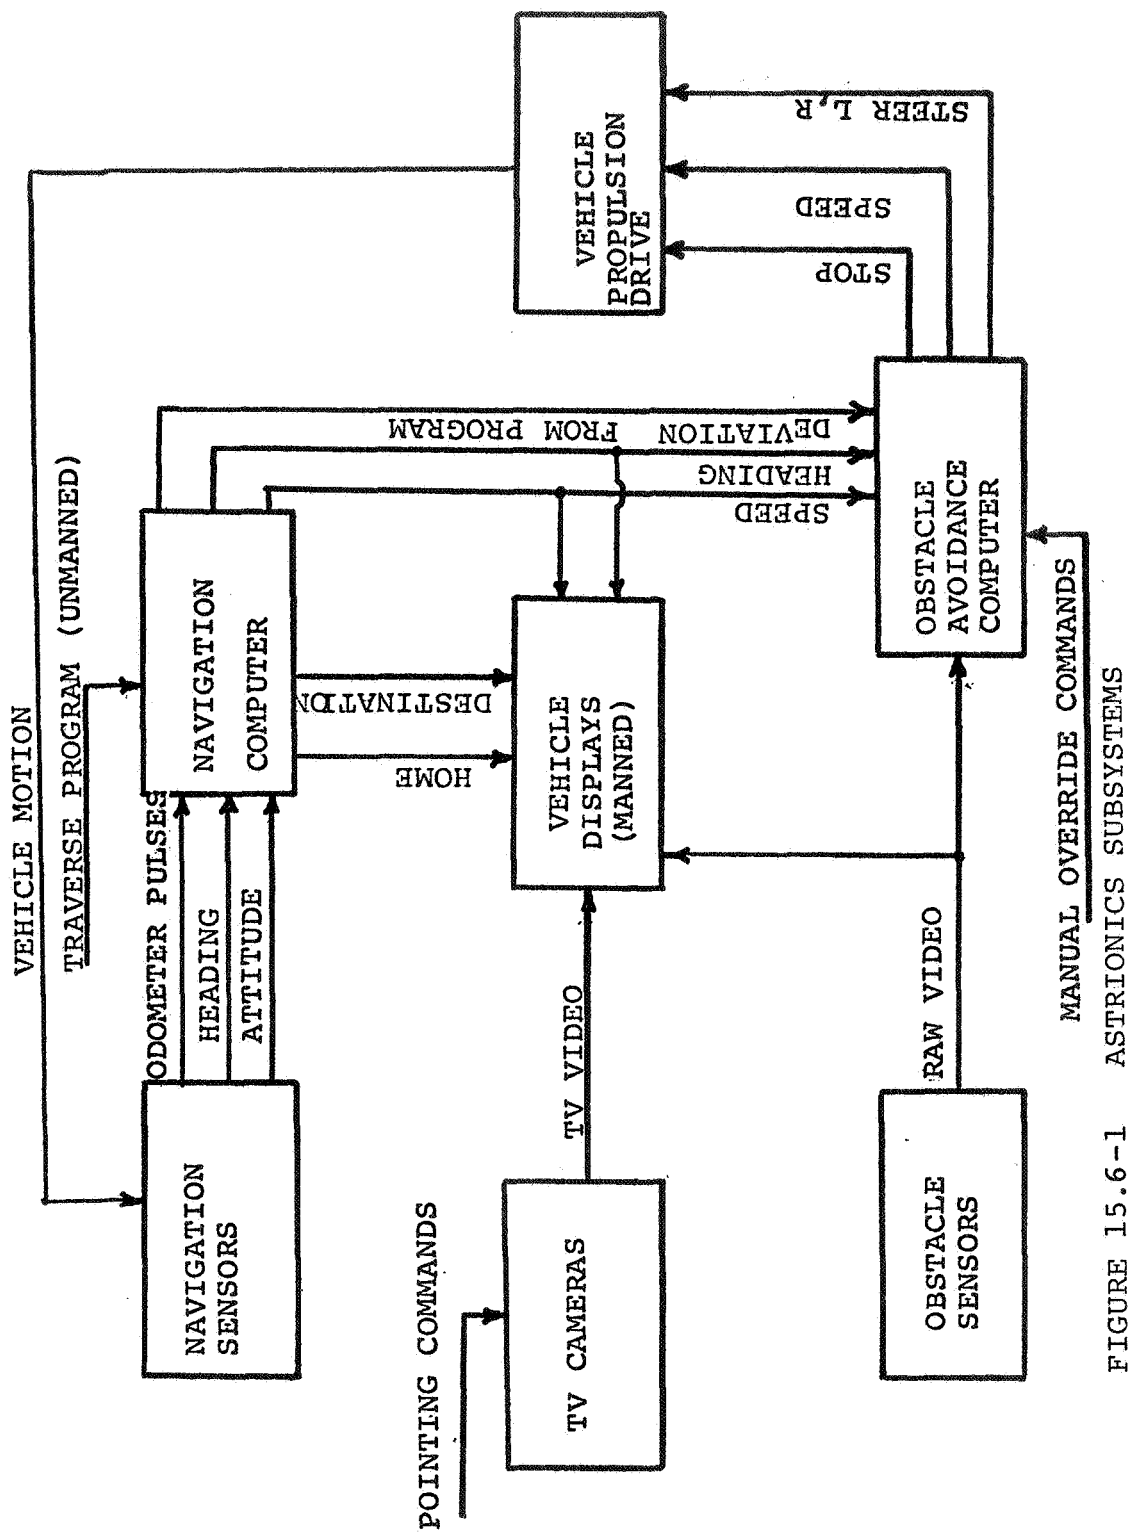 VEHICLE MOTION
TRAVERSE PROGRAM (UNMANNED)
NAVIGATION
SENSORS
ODOMETER PULSES
HEADING
ATTITUDE
NAVIGATION
COMPUTER
DEVIATION FROM PROGRAM
HEADING
SPEED
HOME
DESTINATION
POINTING COMMANDS
TV CAMERAS
TV VIDEO
VEHICLE
DISPLAYS
(MANNED)
VEHICLE
PROPULSION
DRIVE
STOP
SPEED
STEER L,R
OBSTACLE
SENSORS
RAW VIDEO
OBSTACLE
AVOIDANCE
COMPUTER
MANUAL OVERRIDE COMMANDS
FIGURE 15.6-1 ASTRIONICS SUBSYSTEMS